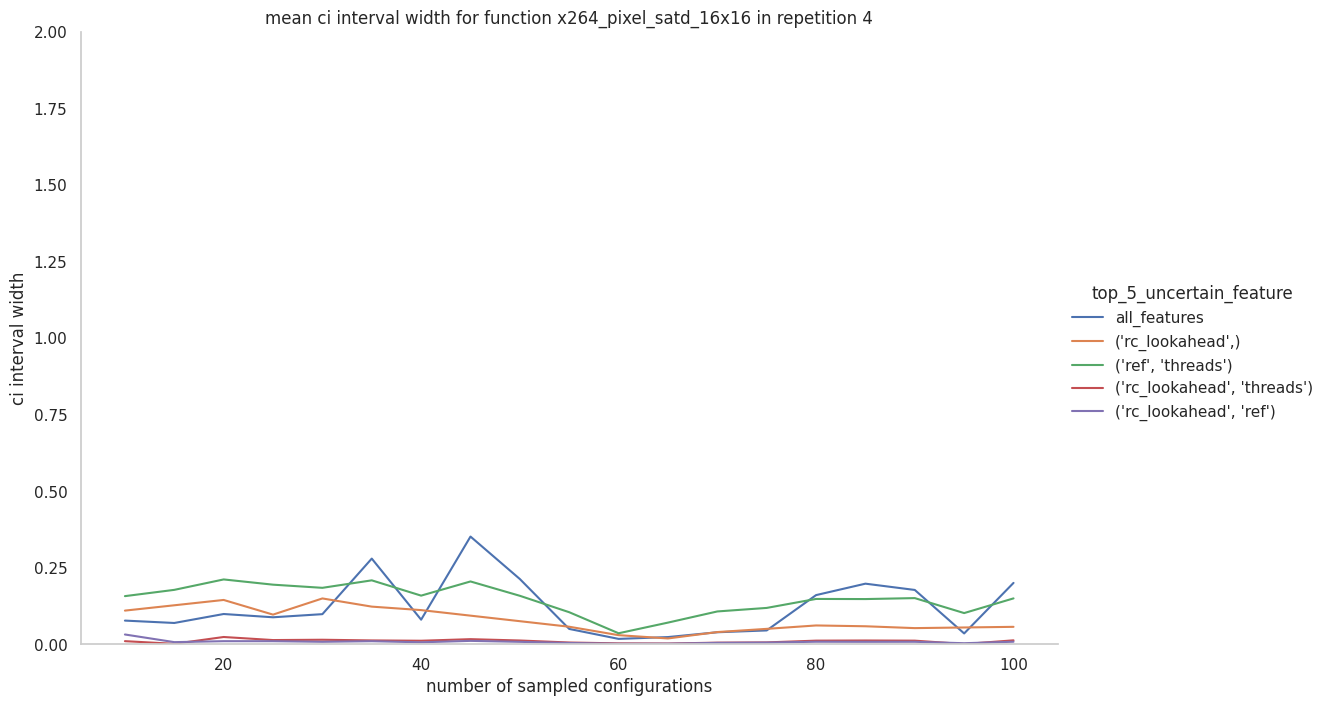 mean ci interval width for function x264_pixel_satd_16x16 in repetition 4
2.00
1.75
1.50
1.25
1.00
0.75
0.50
0.25
0.00
ci interval width
20
40
60
80
100
number of sampled configurations
top_5_uncertain_feature
all_features
('rc_lookahead',)
('ref', 'threads')
('rc_lookahead', 'threads')
('rc_lookahead', 'ref')